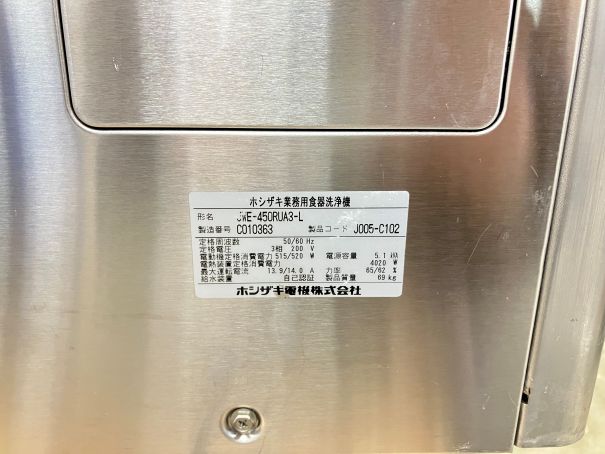 ホシザキ業務用食器洗浄機
形名 JWE-450RUA3-L
製造番号 C010363 製品コード J005-C102
定格周波数 50/60 Hz
定格電圧 3相 200 V
電動機定格消費電力 515/520 W 電源容量 5.1 kVA
電熱装置定格消費電力 4020 W
最大運転電流 13.9/14.0 A 力率 65/62 %
給水装置 自己認証 製品質量 69 kg
ホシザキ電機株式会社